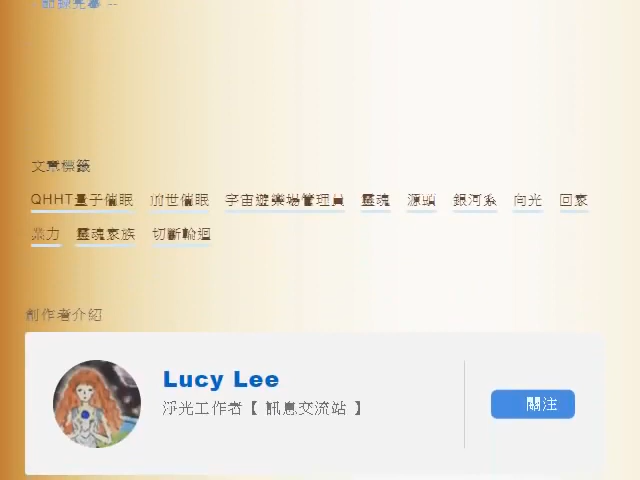 文章標籤
QHHT量子催眠 前世催眠 宇宙遊樂場管理員 靈魂 源頭 銀河系 向光 回家
業力 靈魂家族 切斷輪迴
創作者介紹
Lucy Lee
淨光工作者【 訊息交流站 】
關注